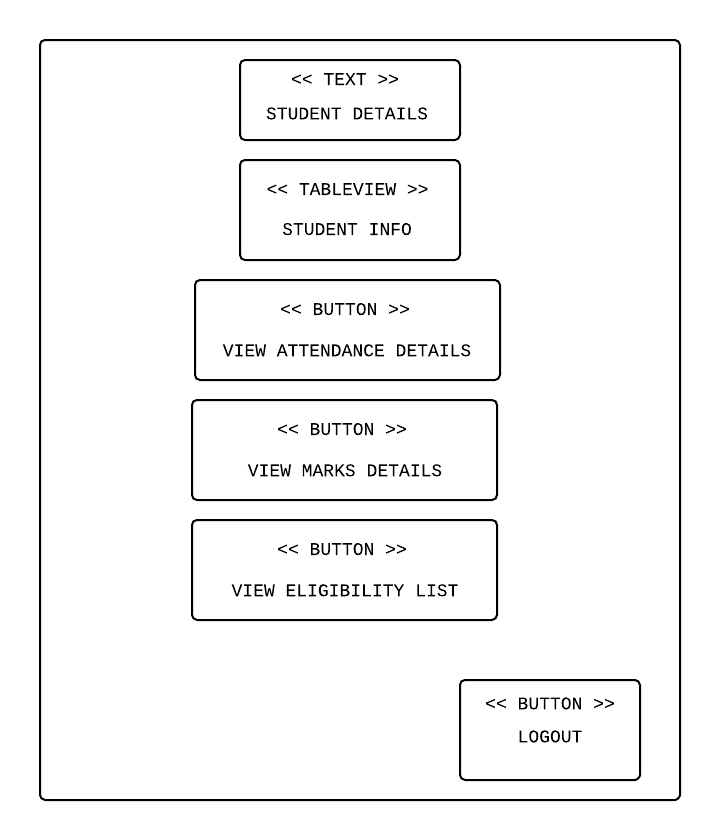 << TEXT >>
STUDENT DETAILS
<< TABLEVIEW >>
STUDENT INFO
<< BUTTON >>
VIEW ATTENDANCE DETAILS
<< BUTTON >>
VIEW MARKS DETAILS
<< BUTTON >>
VIEW ELIGIBILITY LIST
<< BUTTON >>
LOGOUT